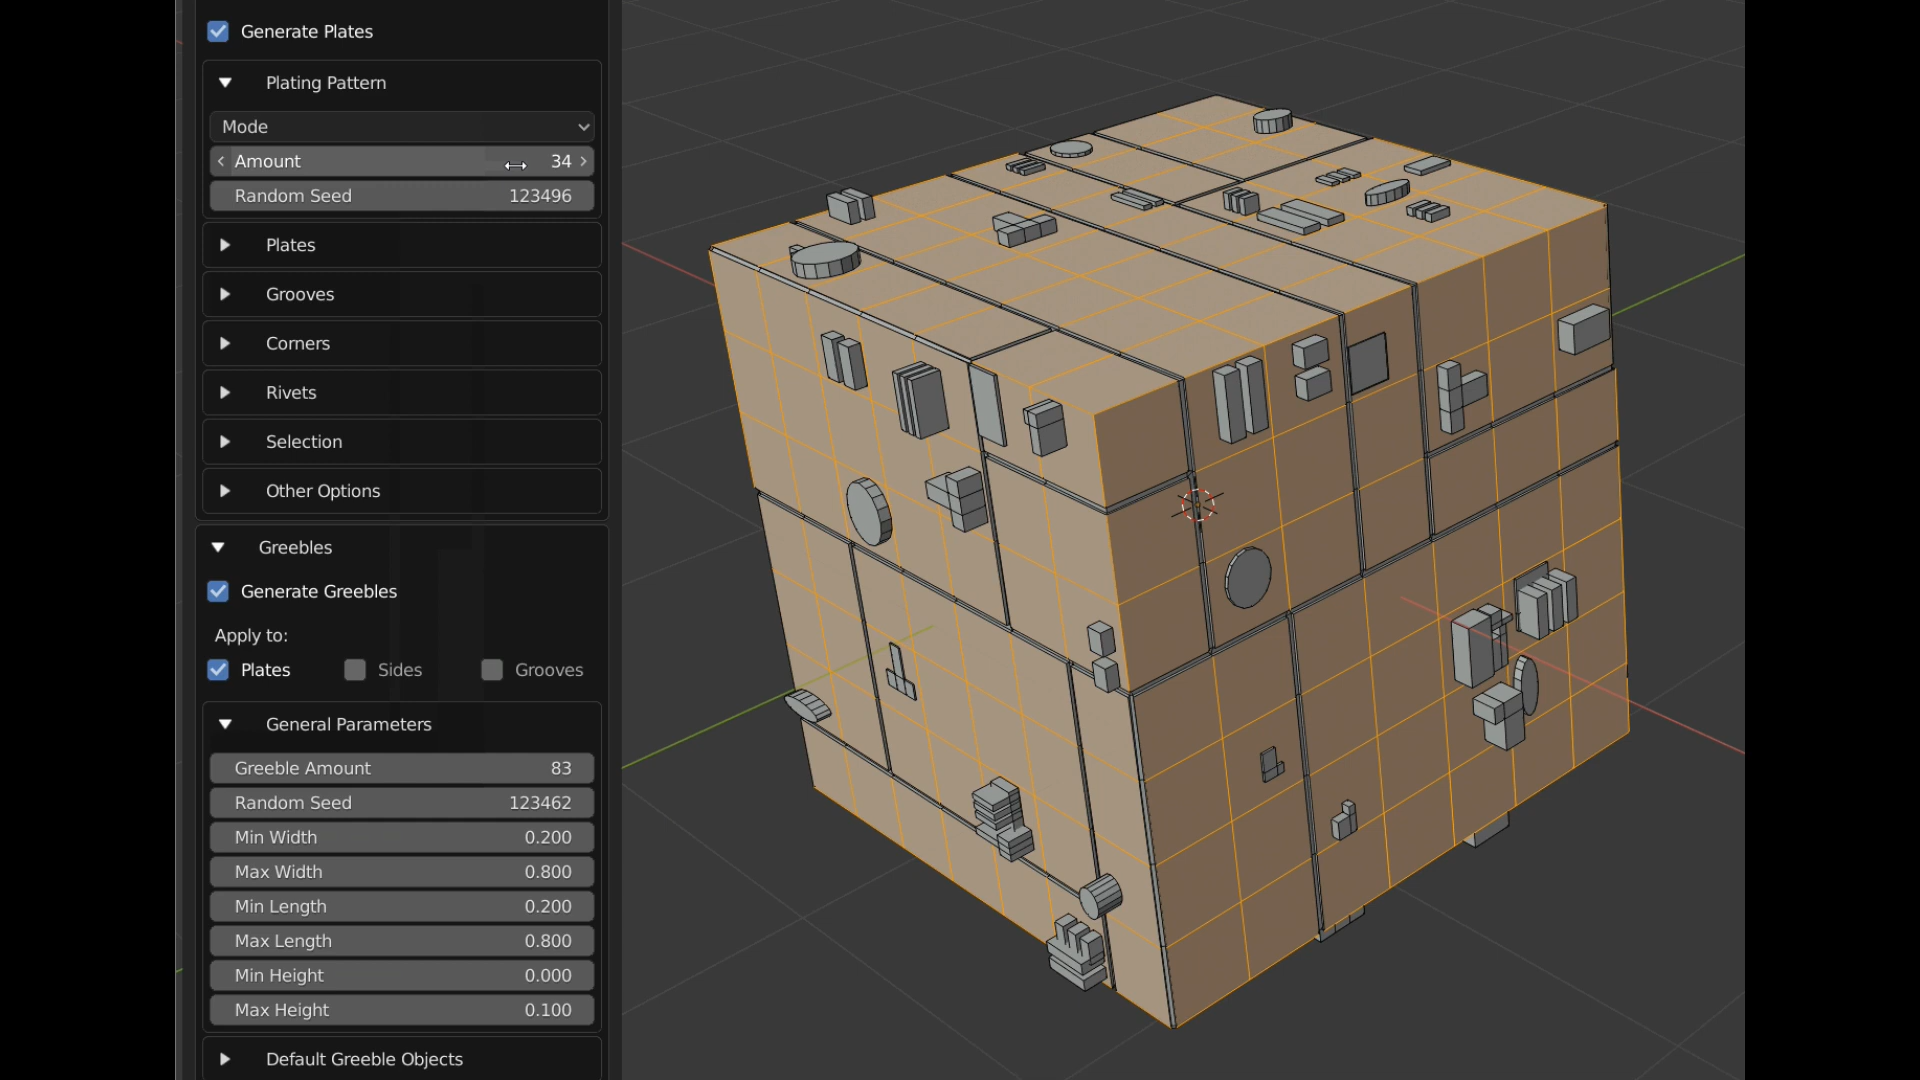 Generate Plates
Plating Pattern
Mode
Amount 34
Random Seed 123496
Plates
Grooves
Corners
Rivets
Selection
Other Options
Greebles
Generate Greebles
Apply to:
Plates Sides Grooves
General Parameters
Greeble Amount 83
Random Seed 123462
Min Width 0.200
Max Width 0.800
Min Length 0.200
Max Length 0.800
Min Height 0.000
Max Height 0.100
Default Greeble Objects